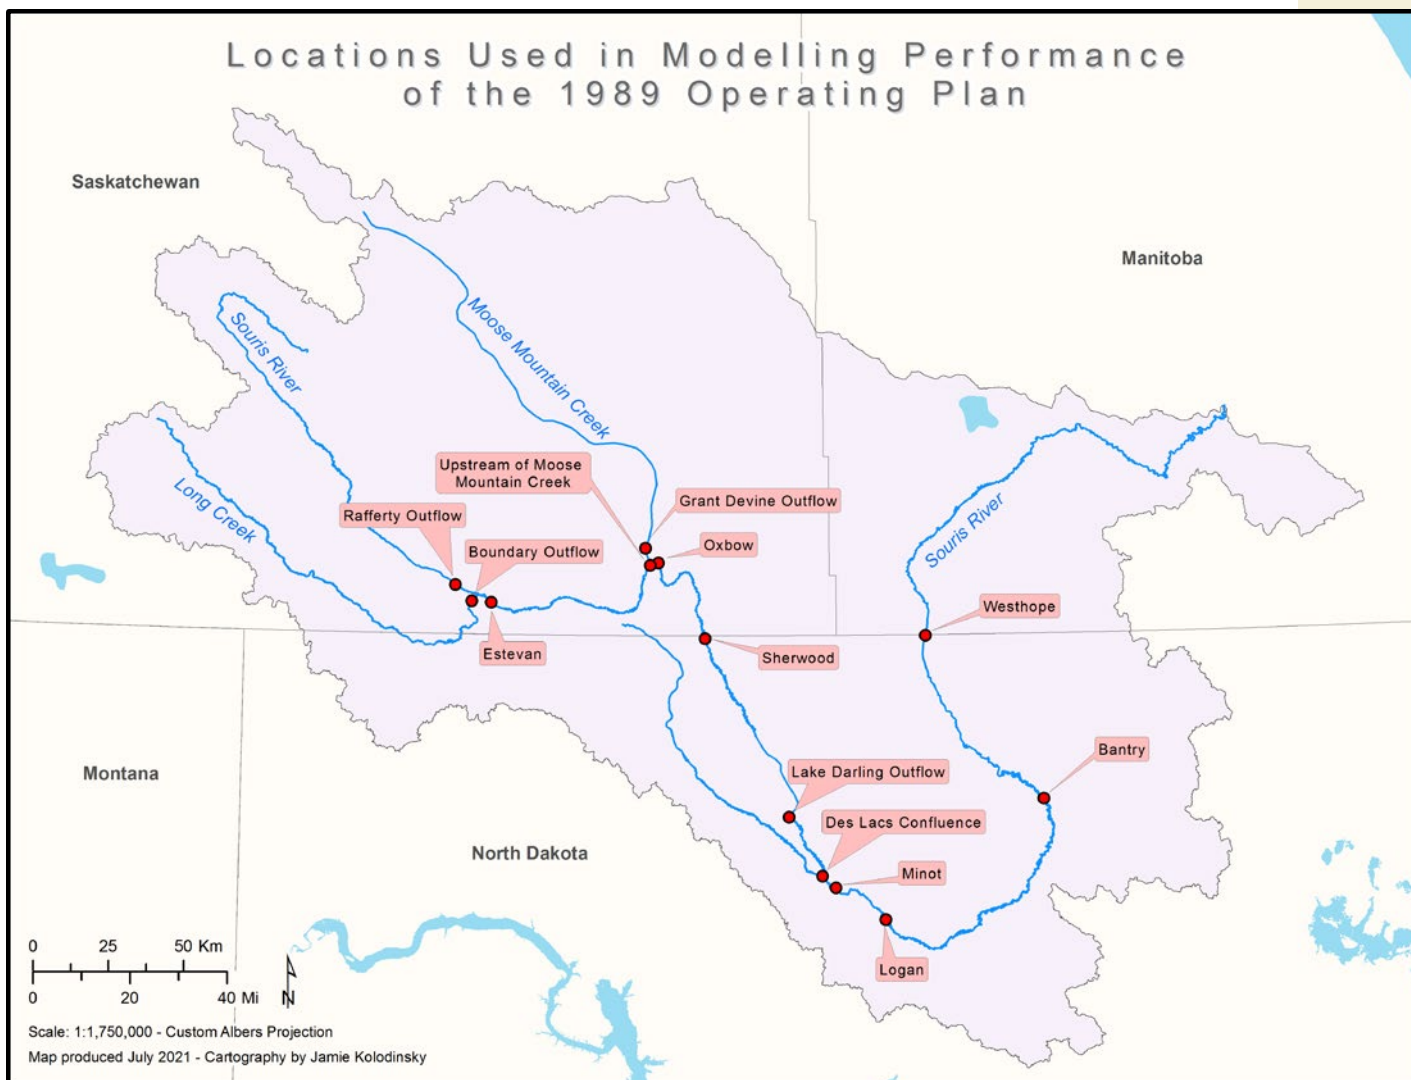 Locations Used in Modelling Performance
of the 1989 Operating Plan
Saskatchewan
Manitoba
Souris River
Moose Mountain Creek
Long Creek
Upstream of Moose
Mountain Creek
Grant Devine Outflow
Rafferty Outflow
Boundary Outflow
Oxbow
Souris River
Westhope
Estevan
Sherwood
Montana
Bantry
Lake Darling Outflow
Des Lacs Confluence
North Dakota
Minot
Logan
0 25 50 Km
0 20 40 Mi
N
Scale: 1:1,750,000 - Custom Albers Projection
Map produced July 2021 - Cartography by Jamie Kolodinsky